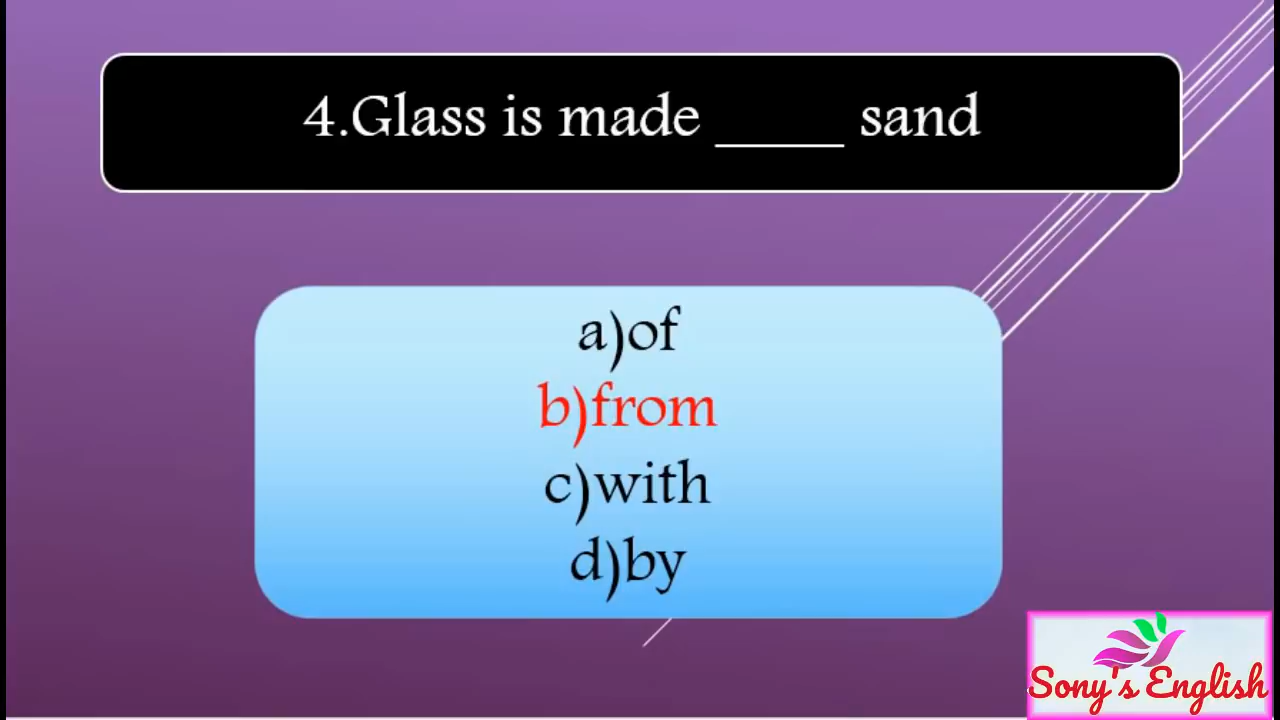 4.Glass is made _____ sand
a)of
b)from
c)with
d)by
Sony's English